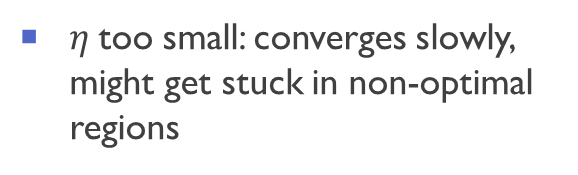 ▪ η too small: converges slowly,
might get stuck in non-optimal
regions